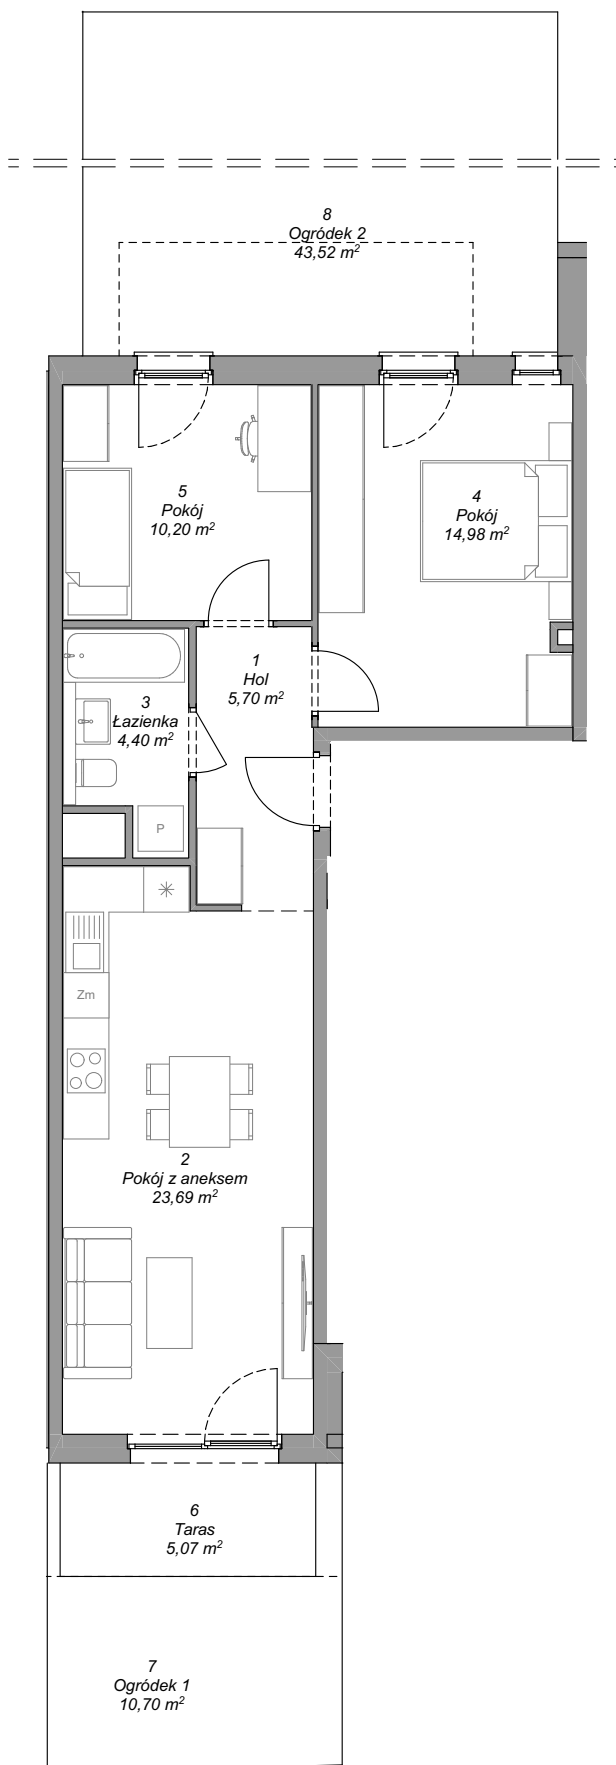 8
Ogródek 2
43,52 m²
5
Pokój
10,20 m²
4
Pokój
14,98 m²
1
Hol
5,70 m²
3
Łazienka
4,40 m²
P
Zm
2
Pokój z aneksem
23,69 m²
6
Taras
5,07 m²
7
Ogródek 1
10,70 m²